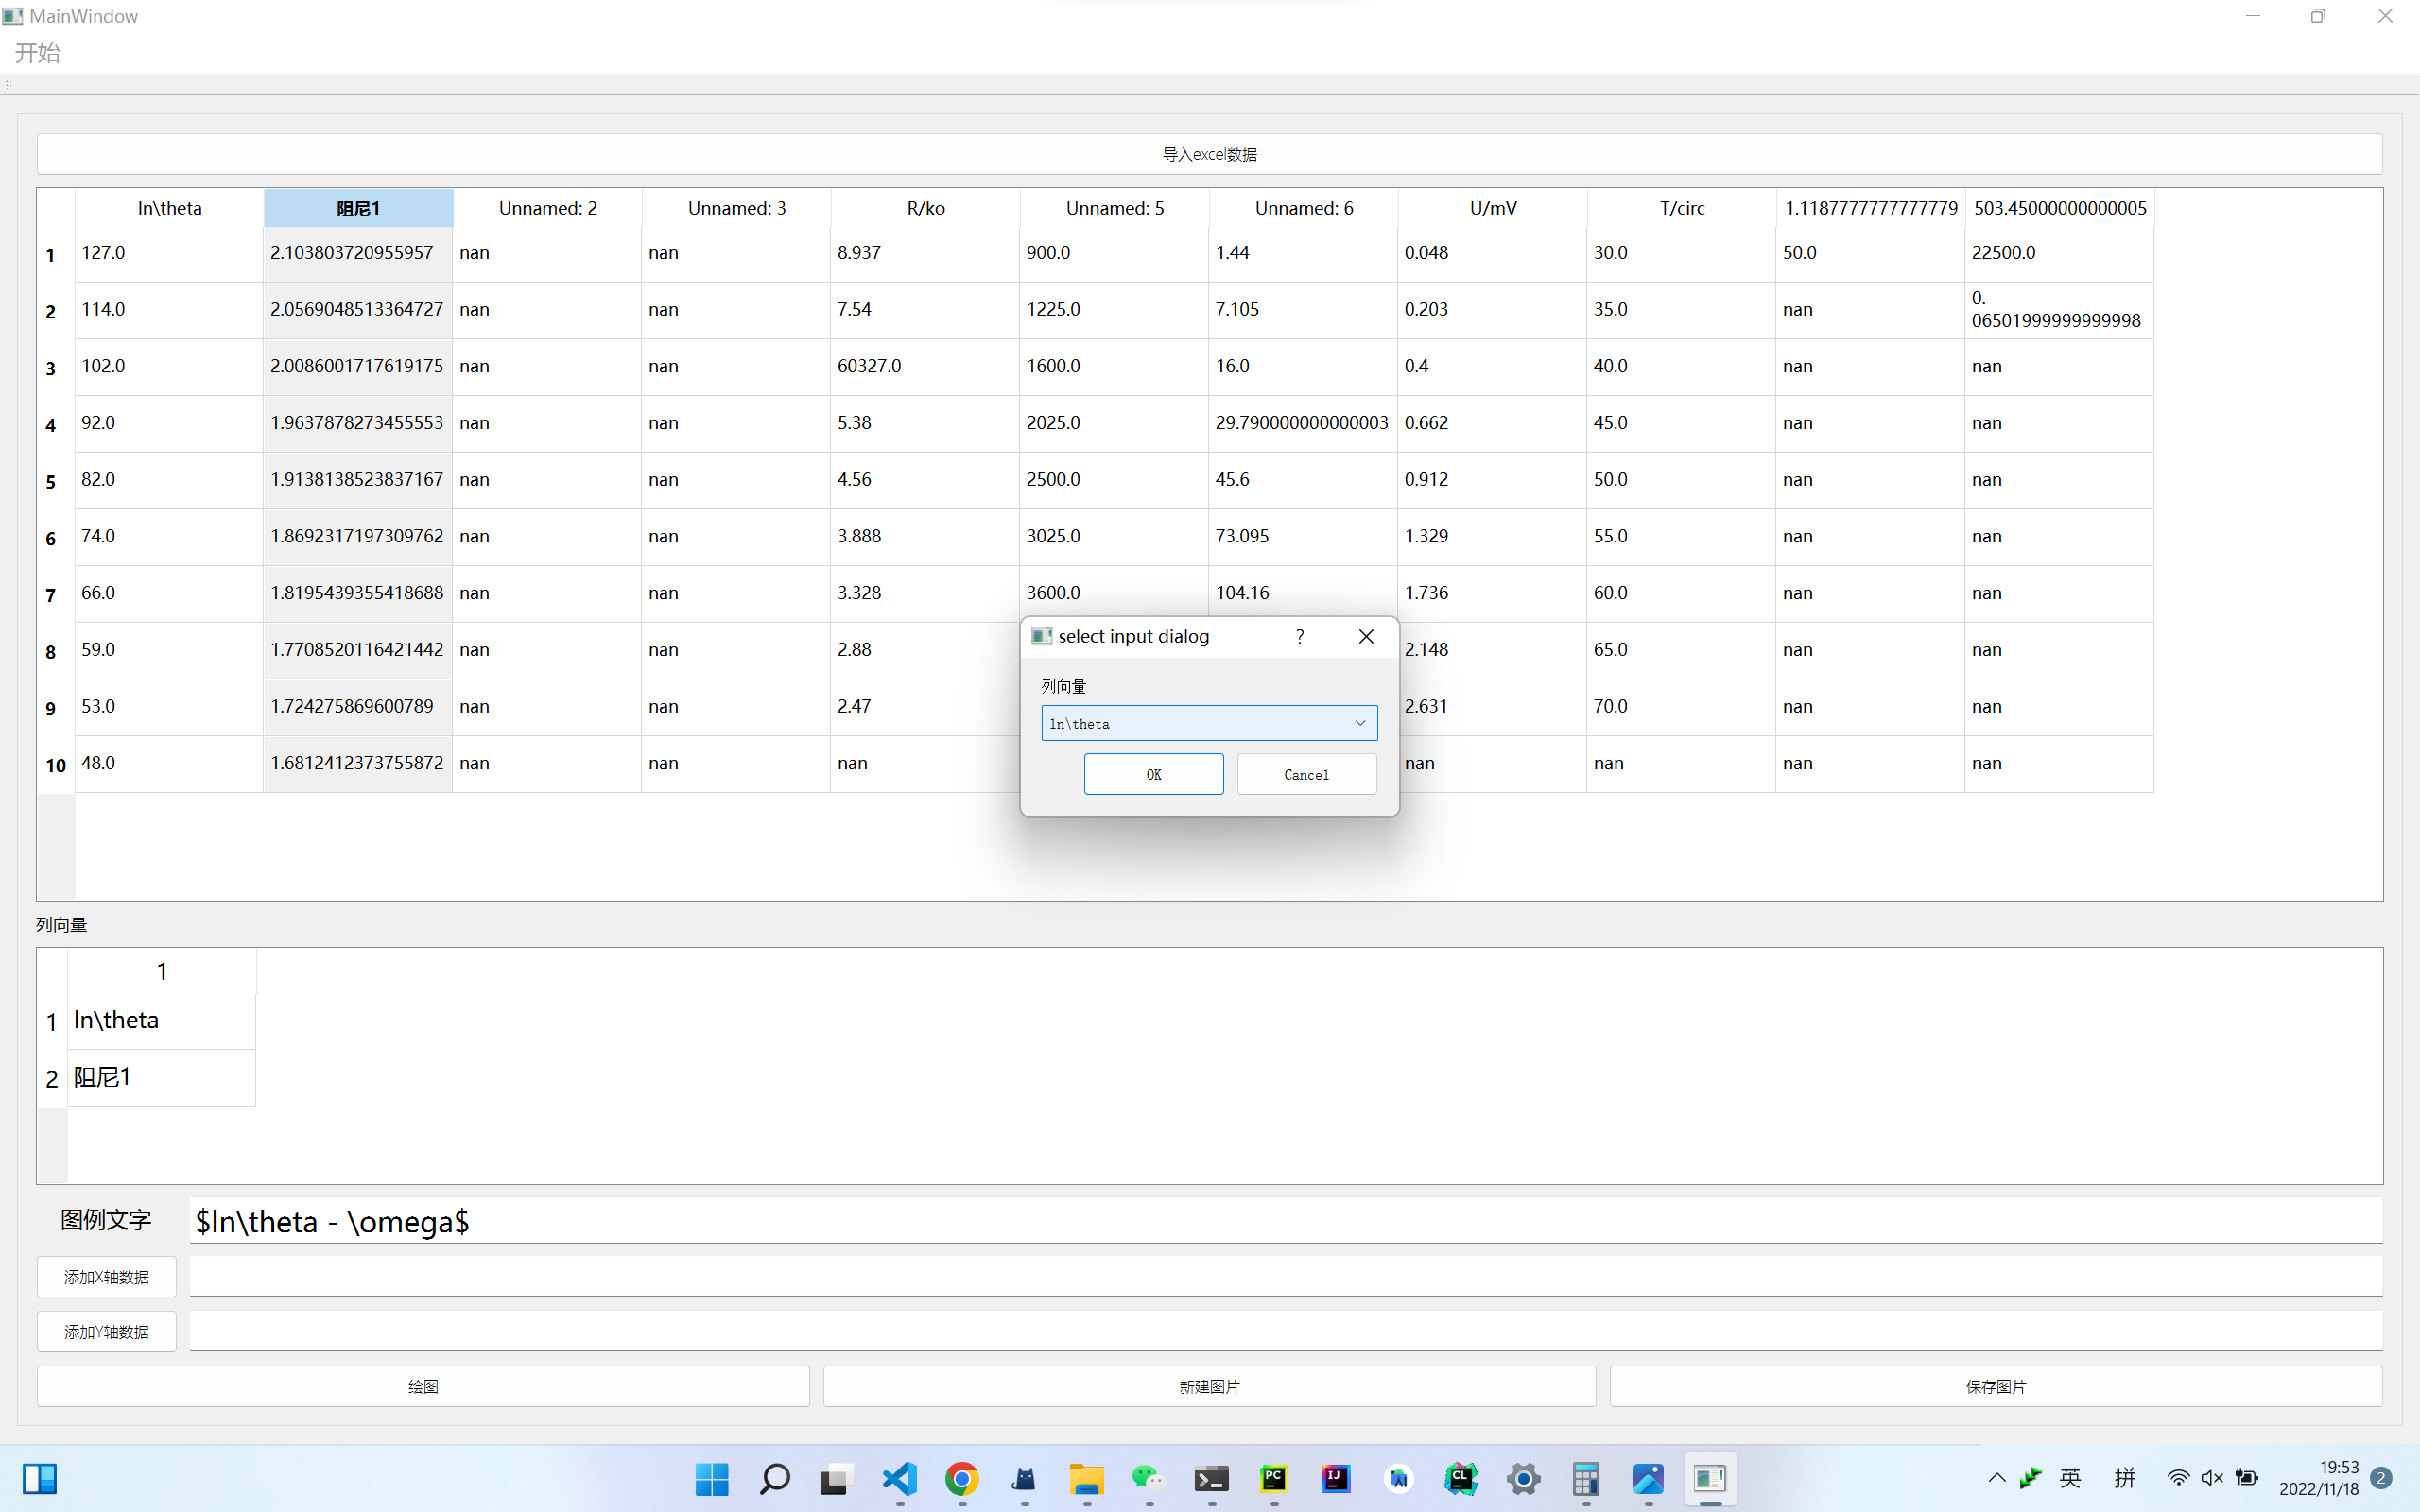 MainWindow
开始
导入excel数据
ln\theta 阻尼1 Unnamed: 2 Unnamed: 3 R/ko Unnamed: 5 Unnamed: 6 U/mV T/circ 1.1187777777777779 503.45000000000005
1 127.0 2.103803720955957 nan nan 8.937 900.0 1.44 0.048 30.0 50.0 22500.0
2 114.0 2.0569048513364727 nan nan 7.54 1225.0 7.105 0.203 35.0 nan 0.
06501999999999998
3 102.0 2.0086001717619175 nan nan 60327.0 1600.0 16.0 0.4 40.0 nan nan
4 92.0 1.9637878273455553 nan nan 5.38 2025.0 29.790000000000003 0.662 45.0 nan nan
5 82.0 1.9138138523837167 nan nan 4.56 2500.0 45.6 0.912 50.0 nan nan
6 74.0 1.8692317197309762 nan nan 3.888 3025.0 73.095 1.329 55.0 nan nan
7 66.0 1.8195439355418688 nan nan 3.328 3600.0 104.16 1.736 60.0 nan nan
8 59.0 1.7708520116421442 nan nan 2.88 2.148 65.0 nan nan
9 53.0 1.724275869600789 nan nan 2.47 2.631 70.0 nan nan
10 48.0 1.6812412373755872 nan nan nan nan nan nan nan
select input dialog ?
列向量
ln\theta
OK Cancel
列向量
1
1 ln\theta
2 阻尼1
图例文字 $ln\theta - \omega$
添加X轴数据
添加Y轴数据
绘图 新建图片 保存图片
PC IJ CL
英 拼 19:53
2022/11/18 2